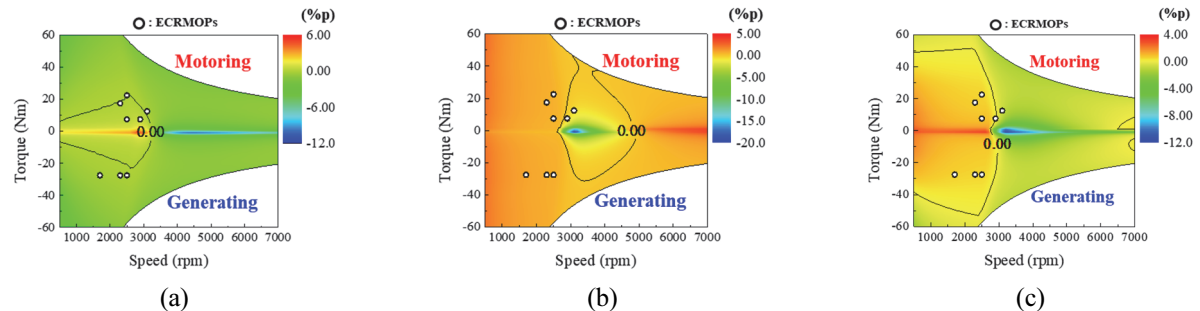 (%p)
: ECRMOPs
60
40
20
0
-20
-40
-60
Torque (Nm)
Motoring
Generating
0.00
1000 2000 3000 4000 5000 6000 7000
Speed (rpm)
6.00
0.00
-6.00
-12.0
(a)
(%p)
: ECRMOPs
60
40
20
0
-20
-40
-60
Torque (Nm)
Motoring
Generating
0.00
1000 2000 3000 4000 5000 6000 7000
Speed (rpm)
5.00
0.00
-5.00
-10.0
-15.0
-20.0
(b)
(%p)
: ECRMOPs
60
40
20
0
-20
-40
-60
Torque (Nm)
Motoring
Generating
0.00
1000 2000 3000 4000 5000 6000 7000
Speed (rpm)
4.00
0.00
-4.00
-8.00
-12.0
(c)